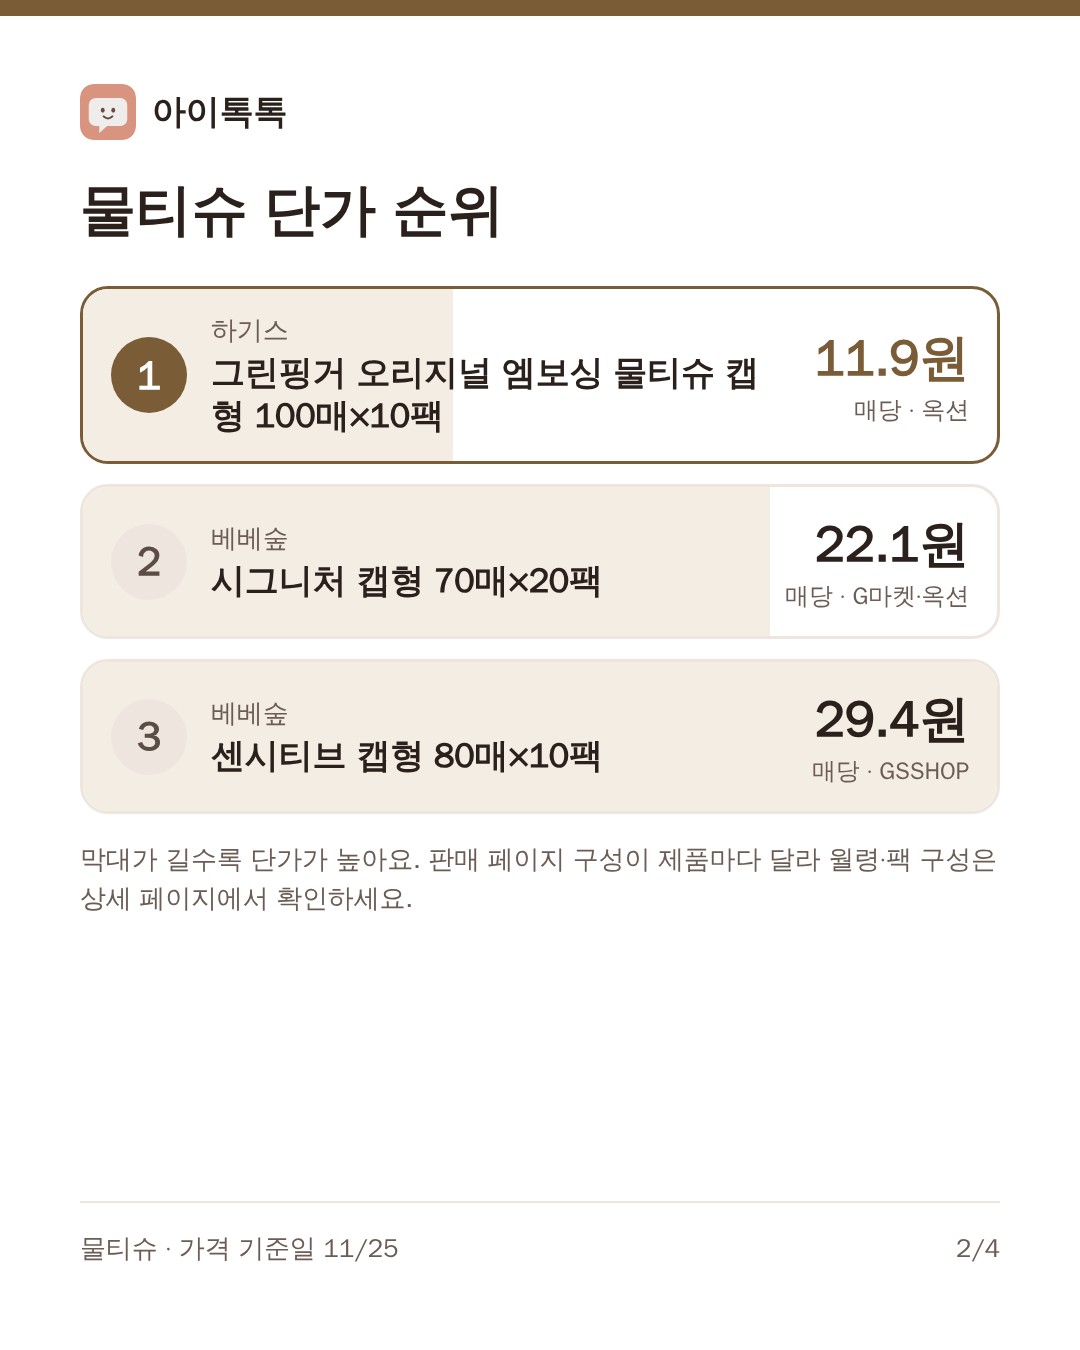 아이톡톡
물티슈 단가 순위
1
하기스
그린핑거 오리지널 엠보싱 물티슈 캡
형 100매×10팩
11.9원
매당 · 옥션
2
베베숲
시그니처 캡형 70매×20팩
22.1원
매당 · G마켓·옥션
3
베베숲
센시티브 캡형 80매×10팩
29.4원
매당 · GSSHOP
막대가 길수록 단가가 높아요. 판매 페이지 구성이 제품마다 달라 월령·팩 구성은
상세 페이지에서 확인하세요.
물티슈 · 가격 기준일 11/25
2/4